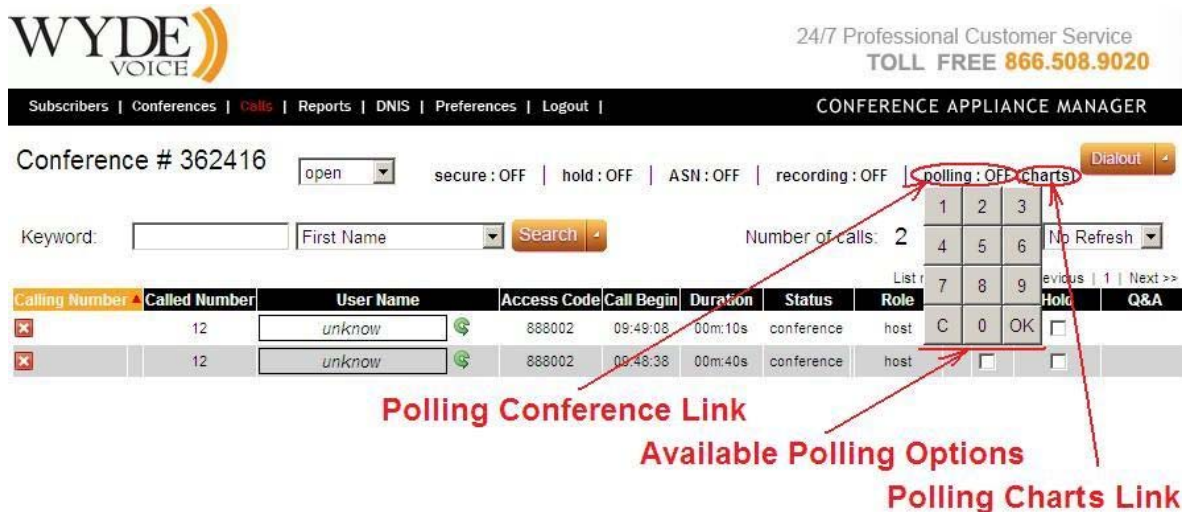 WYDE
VOICE
24/7 Professional Customer Service
TOLL FREE 866.508.9020
Subscribers | Conferences | Calls | Reports | DNIS | Preferences | Logout |
CONFERENCE APPLIANCE MANAGER
Conference # 362416
open
secure : OFF | hold : OFF | ASN : OFF | recording : OFF | polling : OFF (charts)
Dialout
Keyword:
First Name
Search
Number of calls: 2
No Refresh
1 2 3
4 5 6
7 8 9
C 0 OK
1 | Next >>
Calling Number Called Number User Name Access Code Call Begin Duration Status Role Hold Q&A
12 unknow 888002 09:49:08 00m:10s conference host
12 unknow 888002 09:48:38 00m:40s conference host
Polling Conference Link
Available Polling Options
Polling Charts Link